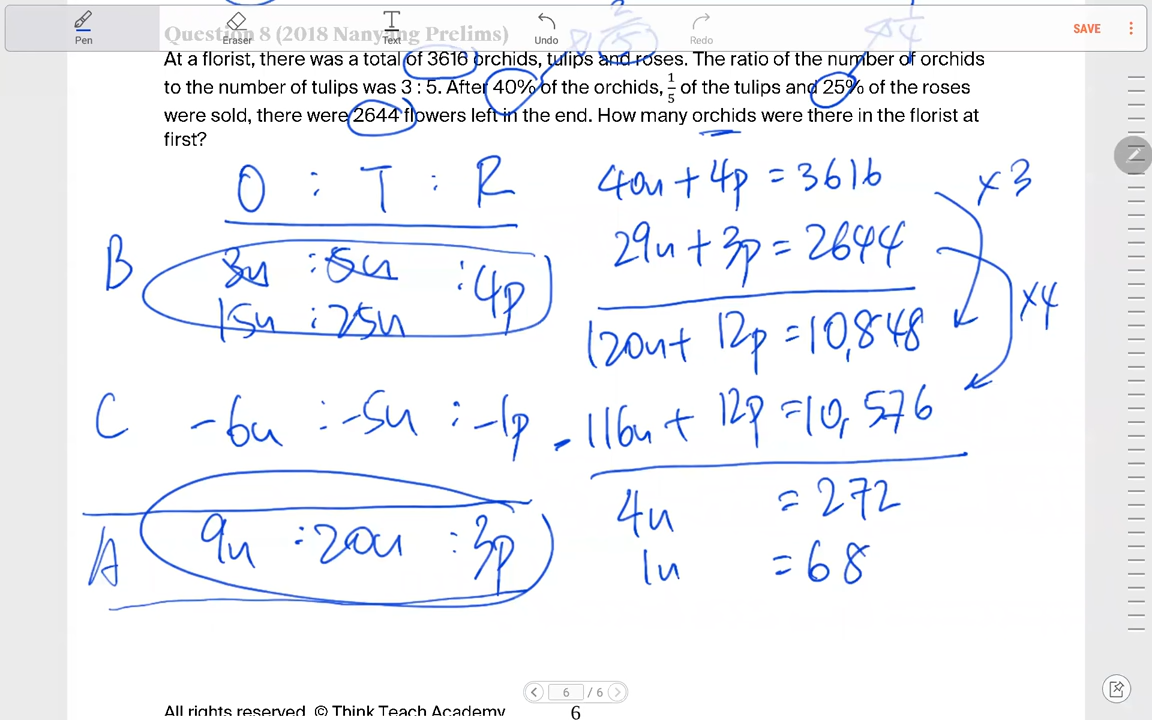 Question 8 (2018 Nanyang Prelims)
Pen
Eraser
Text
Undo
Redo
SAVE
At a florist, there was a total of 3616 orchids, tulips and roses. The ratio of the number of orchids
to the number of tulips was 3 : 5. After 40% of the orchids, 1/5 of the tulips and 25% of the roses
were sold, there were 2644 flowers left in the end. How many orchids were there in the florist at
first?
O : T : R
B 3u : 5u : 4p
15u : 25u
C -6u : -5u : -1p
A 9u : 20u : 3p
40u + 4p = 3616
29u + 3p = 2644
120u + 12p = 10,848
- 116u + 12p = 10,576
4u = 272
1u = 68
x3
x4
6 / 6
All rights reserved © Think Teach Academy
6